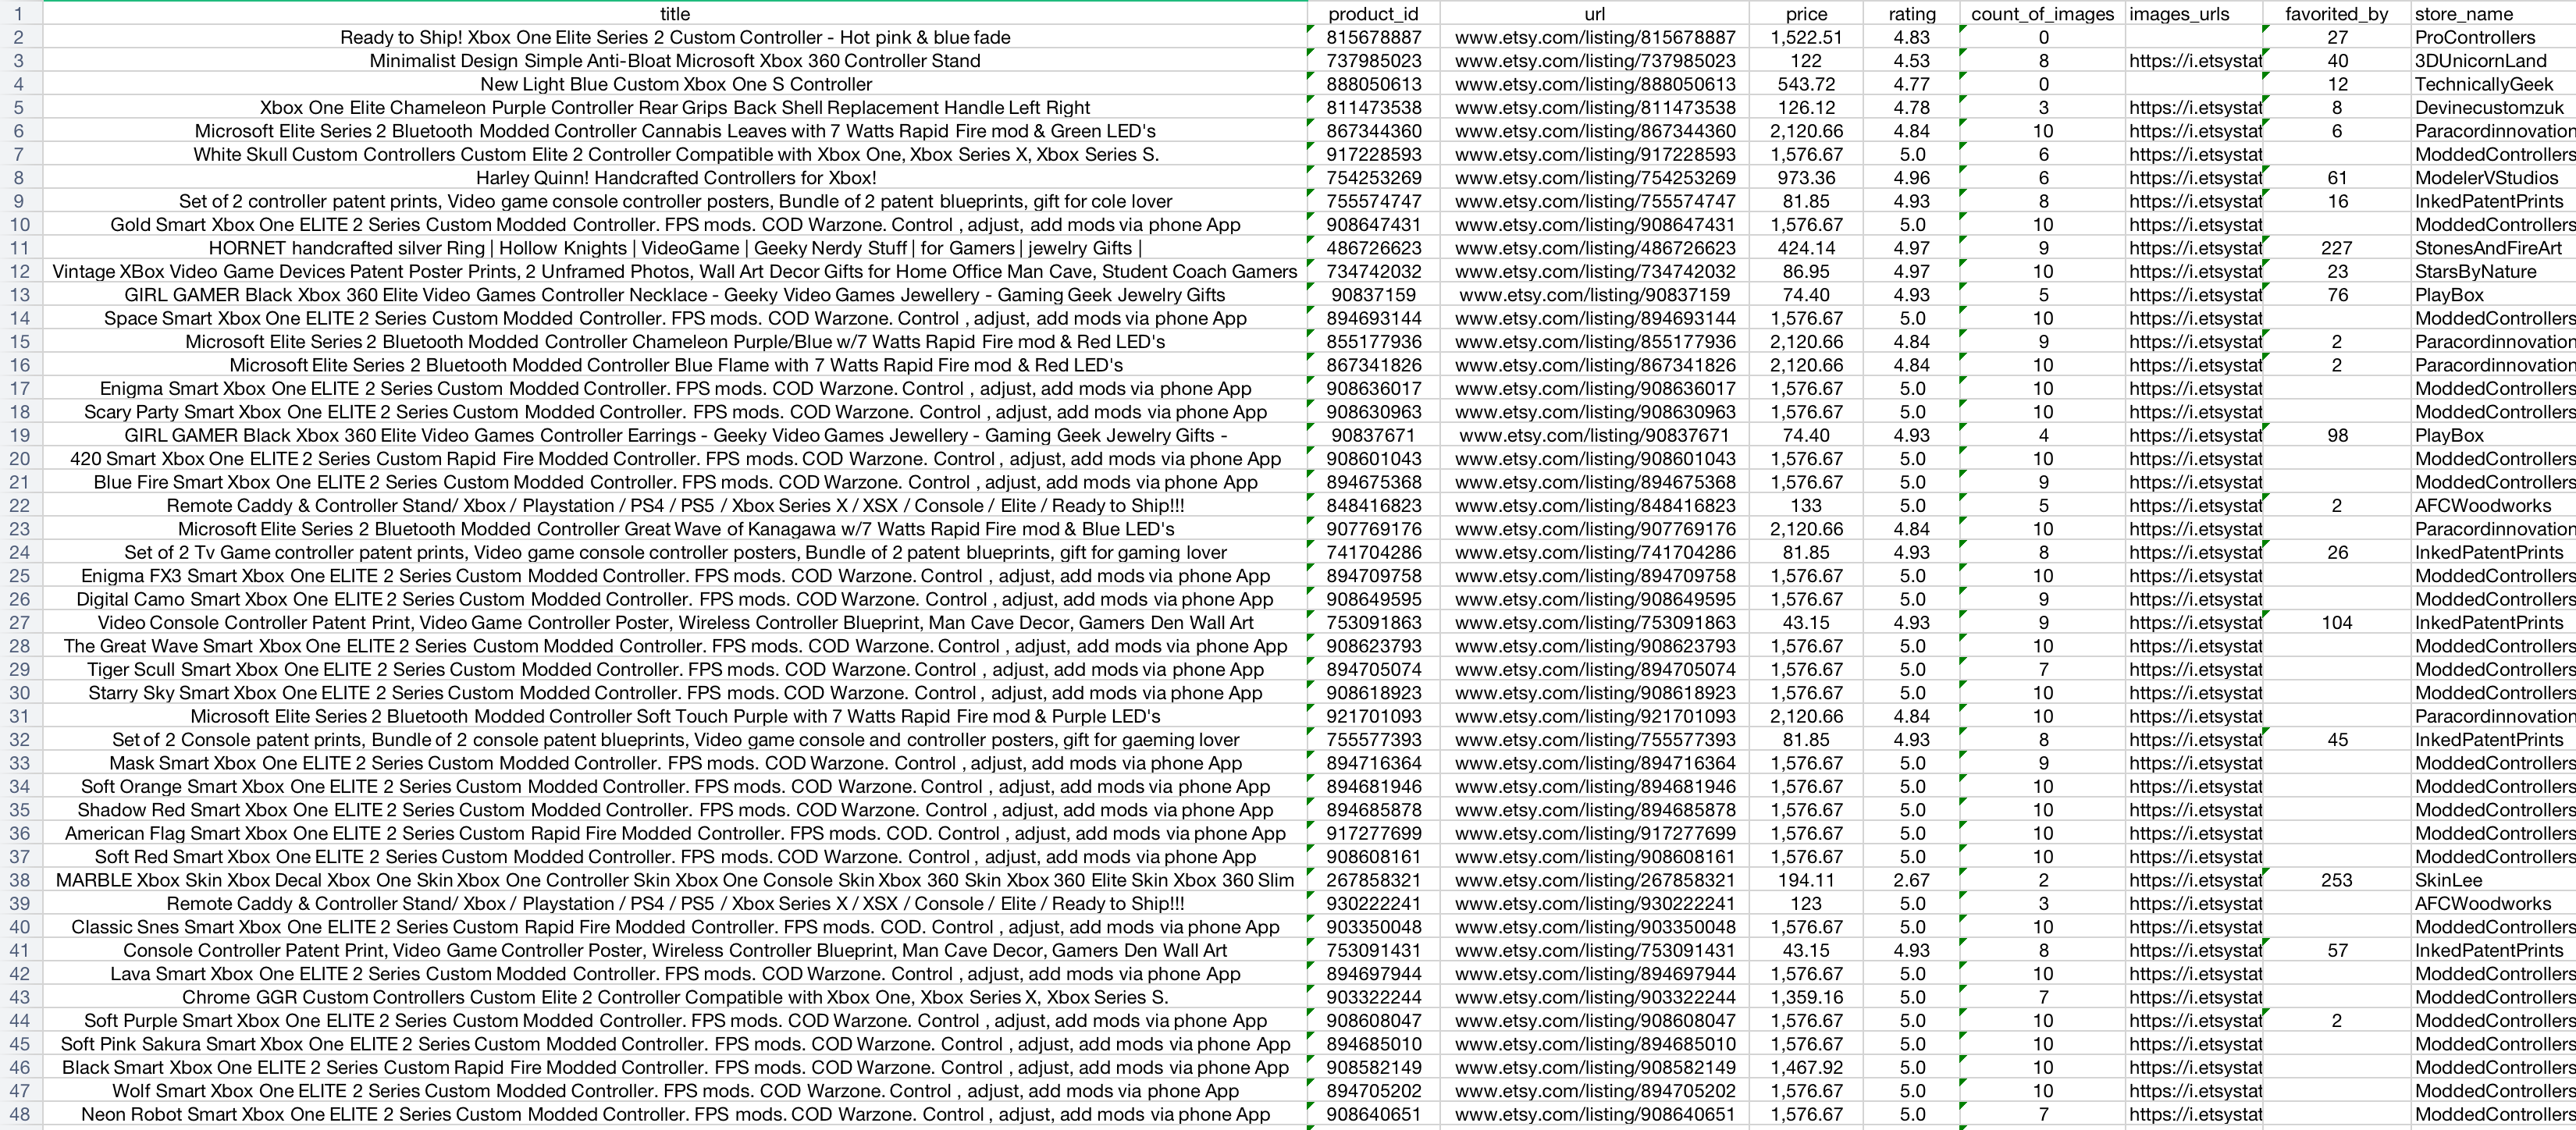 1 title product_id url price rating count_of_images images_urls favorited_by store_name
2 Ready to Ship! Xbox One Elite Series 2 Custom Controller - Hot pink & blue fade 815678887 www.etsy.com/listing/815678887 1,522.51 4.83 0 27 ProControllers
3 Minimalist Design Simple Anti-Bloat Microsoft Xbox 360 Controller Stand 737985023 www.etsy.com/listing/737985023 122 4.53 8 https://i.etsystat 40 3DUnicornLand
4 New Light Blue Custom Xbox One S Controller 888050613 www.etsy.com/listing/888050613 543.72 4.77 0 12 TechnicallyGeek
5 Xbox One Elite Chameleon Purple Controller Rear Grips Back Shell Replacement Handle Left Right 811473538 www.etsy.com/listing/811473538 126.12 4.78 3 https://i.etsystat 8 Devinecustomzuk
6 Microsoft Elite Series 2 Bluetooth Modded Controller Cannabis Leaves with 7 Watts Rapid Fire mod & Green LED's 867344360 www.etsy.com/listing/867344360 2,120.66 4.84 10 https://i.etsystat 6 Paracordinnovation
7 White Skull Custom Controllers Custom Elite 2 Controller Compatible with Xbox One, Xbox Series X, Xbox Series S. 917228593 www.etsy.com/listing/917228593 1,576.67 5.0 6 https://i.etsystat ModdedControllers
8 Harley Quinn! Handcrafted Controllers for Xbox! 754253269 www.etsy.com/listing/754253269 973.36 4.96 6 https://i.etsystat 61 ModelerVStudios
9 Set of 2 controller patent prints, Video game console controller posters, Bundle of 2 patent blueprints, gift for cole lover 755574747 www.etsy.com/listing/755574747 81.85 4.93 8 https://i.etsystat 16 InkedPatentPrints
10 Gold Smart Xbox One ELITE 2 Series Custom Modded Controller. FPS mods. COD Warzone. Control , adjust, add mods via phone App 908647431 www.etsy.com/listing/908647431 1,576.67 5.0 10 https://i.etsystat ModdedControllers
11 HORNET handcrafted silver Ring | Hollow Knights | VideoGame | Geeky Nerdy Stuff | for Gamers | jewelry Gifts | 486726623 www.etsy.com/listing/486726623 424.14 4.97 9 https://i.etsystat 227 StonesAndFireArt
12 Vintage XBox Video Game Devices Patent Poster Prints, 2 Unframed Photos, Wall Art Decor Gifts for Home Office Man Cave, Student Coach Gamers 734742032 www.etsy.com/listing/734742032 86.95 4.97 10 https://i.etsystat 23 StarsByNature
13 GIRL GAMER Black Xbox 360 Elite Video Games Controller Necklace - Geeky Video Games Jewellery - Gaming Geek Jewelry Gifts 90837159 www.etsy.com/listing/90837159 74.40 4.93 5 https://i.etsystat 76 PlayBox
14 Space Smart Xbox One ELITE 2 Series Custom Modded Controller. FPS mods. COD Warzone. Control , adjust, add mods via phone App 894693144 www.etsy.com/listing/894693144 1,576.67 5.0 10 https://i.etsystat ModdedControllers
15 Microsoft Elite Series 2 Bluetooth Modded Controller Chameleon Purple/Blue w/7 Watts Rapid Fire mod & Red LED's 855177936 www.etsy.com/listing/855177936 2,120.66 4.84 9 https://i.etsystat 2 Paracordinnovation
16 Microsoft Elite Series 2 Bluetooth Modded Controller Blue Flame with 7 Watts Rapid Fire mod & Red LED's 867341826 www.etsy.com/listing/867341826 2,120.66 4.84 10 https://i.etsystat 2 Paracordinnovation
17 Enigma Smart Xbox One ELITE 2 Series Custom Modded Controller. FPS mods. COD Warzone. Control , adjust, add mods via phone App 908636017 www.etsy.com/listing/908636017 1,576.67 5.0 10 https://i.etsystat ModdedControllers
18 Scary Party Smart Xbox One ELITE 2 Series Custom Modded Controller. FPS mods. COD Warzone. Control , adjust, add mods via phone App 908630963 www.etsy.com/listing/908630963 1,576.67 5.0 10 https://i.etsystat ModdedControllers
19 GIRL GAMER Black Xbox 360 Elite Video Games Controller Earrings - Geeky Video Games Jewellery - Gaming Geek Jewelry Gifts - 90837671 www.etsy.com/listing/90837671 74.40 4.93 4 https://i.etsystat 98 PlayBox
20 420 Smart Xbox One ELITE 2 Series Custom Rapid Fire Modded Controller. FPS mods. COD Warzone. Control , adjust, add mods via phone App 908601043 www.etsy.com/listing/908601043 1,576.67 5.0 10 https://i.etsystat ModdedControllers
21 Blue Fire Smart Xbox One ELITE 2 Series Custom Modded Controller. FPS mods. COD Warzone. Control , adjust, add mods via phone App 894675368 www.etsy.com/listing/894675368 1,576.67 5.0 9 https://i.etsystat ModdedControllers
22 Remote Caddy & Controller Stand/ Xbox / Playstation / PS4 / PS5 / Xbox Series X / XSX / Console / Elite / Ready to Ship!!! 848416823 www.etsy.com/listing/848416823 133 5.0 5 https://i.etsystat 2 AFCWoodworks
23 Microsoft Elite Series 2 Bluetooth Modded Controller Great Wave of Kanagawa w/7 Watts Rapid Fire mod & Blue LED's 907769176 www.etsy.com/listing/907769176 2,120.66 4.84 10 https://i.etsystat Paracordinnovation
24 Set of 2 Tv Game controller patent prints, Video game console controller posters, Bundle of 2 patent blueprints, gift for gaming lover 741704286 www.etsy.com/listing/741704286 81.85 4.93 8 https://i.etsystat 26 InkedPatentPrints
25 Enigma FX3 Smart Xbox One ELITE 2 Series Custom Modded Controller. FPS mods. COD Warzone. Control , adjust, add mods via phone App 894709758 www.etsy.com/listing/894709758 1,576.67 5.0 10 https://i.etsystat ModdedControllers
26 Digital Camo Smart Xbox One ELITE 2 Series Custom Modded Controller. FPS mods. COD Warzone. Control , adjust, add mods via phone App 908649595 www.etsy.com/listing/908649595 1,576.67 5.0 9 https://i.etsystat ModdedControllers
27 Video Console Controller Patent Print, Video Game Controller Poster, Wireless Controller Blueprint, Man Cave Decor, Gamers Den Wall Art 753091863 www.etsy.com/listing/753091863 43.15 4.93 9 https://i.etsystat 104 InkedPatentPrints
28 The Great Wave Smart Xbox One ELITE 2 Series Custom Modded Controller. FPS mods. COD Warzone. Control , adjust, add mods via phone App 908623793 www.etsy.com/listing/908623793 1,576.67 5.0 10 https://i.etsystat ModdedControllers
29 Tiger Scull Smart Xbox One ELITE 2 Series Custom Modded Controller. FPS mods. COD Warzone. Control , adjust, add mods via phone App 894705074 www.etsy.com/listing/894705074 1,576.67 5.0 7 https://i.etsystat ModdedControllers
30 Starry Sky Smart Xbox One ELITE 2 Series Custom Modded Controller. FPS mods. COD Warzone. Control , adjust, add mods via phone App 908618923 www.etsy.com/listing/908618923 1,576.67 5.0 10 https://i.etsystat ModdedControllers
31 Microsoft Elite Series 2 Bluetooth Modded Controller Soft Touch Purple with 7 Watts Rapid Fire mod & Purple LED's 921701093 www.etsy.com/listing/921701093 2,120.66 4.84 10 https://i.etsystat Paracordinnovation
32 Set of 2 Console patent prints, Bundle of 2 console patent blueprints, Video game console and controller posters, gift for gaeming lover 755577393 www.etsy.com/listing/755577393 81.85 4.93 8 https://i.etsystat 45 InkedPatentPrints
33 Mask Smart Xbox One ELITE 2 Series Custom Modded Controller. FPS mods. COD Warzone. Control , adjust, add mods via phone App 894716364 www.etsy.com/listing/894716364 1,576.67 5.0 9 https://i.etsystat ModdedControllers
34 Soft Orange Smart Xbox One ELITE 2 Series Custom Modded Controller. FPS mods. COD Warzone. Control , adjust, add mods via phone App 894681946 www.etsy.com/listing/894681946 1,576.67 5.0 10 https://i.etsystat ModdedControllers
35 Shadow Red Smart Xbox One ELITE 2 Series Custom Modded Controller. FPS mods. COD Warzone. Control , adjust, add mods via phone App 894685878 www.etsy.com/listing/894685878 1,576.67 5.0 10 https://i.etsystat ModdedControllers
36 American Flag Smart Xbox One ELITE 2 Series Custom Rapid Fire Modded Controller. FPS mods. COD. Control , adjust, add mods via phone App 917277699 www.etsy.com/listing/917277699 1,576.67 5.0 10 https://i.etsystat ModdedControllers
37 Soft Red Smart Xbox One ELITE 2 Series Custom Modded Controller. FPS mods. COD Warzone. Control , adjust, add mods via phone App 908608161 www.etsy.com/listing/908608161 1,576.67 5.0 10 https://i.etsystat ModdedControllers
38 MARBLE Xbox Skin Xbox Decal Xbox One Skin Xbox One Controller Skin Xbox One Console Skin Xbox 360 Skin Xbox 360 Elite Skin Xbox 360 Slim 267858321 www.etsy.com/listing/267858321 194.11 2.67 2 https://i.etsystat 253 SkinLee
39 Remote Caddy & Controller Stand/ Xbox / Playstation / PS4 / PS5 / Xbox Series X / XSX / Console / Elite / Ready to Ship!!! 930222241 www.etsy.com/listing/930222241 123 5.0 3 https://i.etsystat AFCWoodworks
40 Classic Snes Smart Xbox One ELITE 2 Series Custom Rapid Fire Modded Controller. FPS mods. COD. Control , adjust, add mods via phone App 903350048 www.etsy.com/listing/903350048 1,576.67 5.0 10 https://i.etsystat ModdedControllers
41 Console Controller Patent Print, Video Game Controller Poster, Wireless Controller Blueprint, Man Cave Decor, Gamers Den Wall Art 753091431 www.etsy.com/listing/753091431 43.15 4.93 8 https://i.etsystat 57 InkedPatentPrints
42 Lava Smart Xbox One ELITE 2 Series Custom Modded Controller. FPS mods. COD Warzone. Control , adjust, add mods via phone App 894697944 www.etsy.com/listing/894697944 1,576.67 5.0 10 https://i.etsystat ModdedControllers
43 Chrome GGR Custom Controllers Custom Elite 2 Controller Compatible with Xbox One, Xbox Series X, Xbox Series S. 903322244 www.etsy.com/listing/903322244 1,359.16 5.0 7 https://i.etsystat ModdedControllers
44 Soft Purple Smart Xbox One ELITE 2 Series Custom Modded Controller. FPS mods. COD Warzone. Control , adjust, add mods via phone App 908608047 www.etsy.com/listing/908608047 1,576.67 5.0 10 https://i.etsystat 2 ModdedControllers
45 Soft Pink Sakura Smart Xbox One ELITE 2 Series Custom Modded Controller. FPS mods. COD Warzone. Control , adjust, add mods via phone App 894685010 www.etsy.com/listing/894685010 1,576.67 5.0 10 https://i.etsystat ModdedControllers
46 Black Smart Xbox One ELITE 2 Series Custom Rapid Fire Modded Controller. FPS mods. COD Warzone. Control , adjust, add mods via phone App 908582149 www.etsy.com/listing/908582149 1,467.92 5.0 10 https://i.etsystat ModdedControllers
47 Wolf Smart Xbox One ELITE 2 Series Custom Modded Controller. FPS mods. COD Warzone. Control , adjust, add mods via phone App 894705202 www.etsy.com/listing/894705202 1,576.67 5.0 10 https://i.etsystat ModdedControllers
48 Neon Robot Smart Xbox One ELITE 2 Series Custom Modded Controller. FPS mods. COD Warzone. Control , adjust, add mods via phone App 908640651 www.etsy.com/listing/908640651 1,576.67 5.0 7 https://i.etsystat ModdedControllers